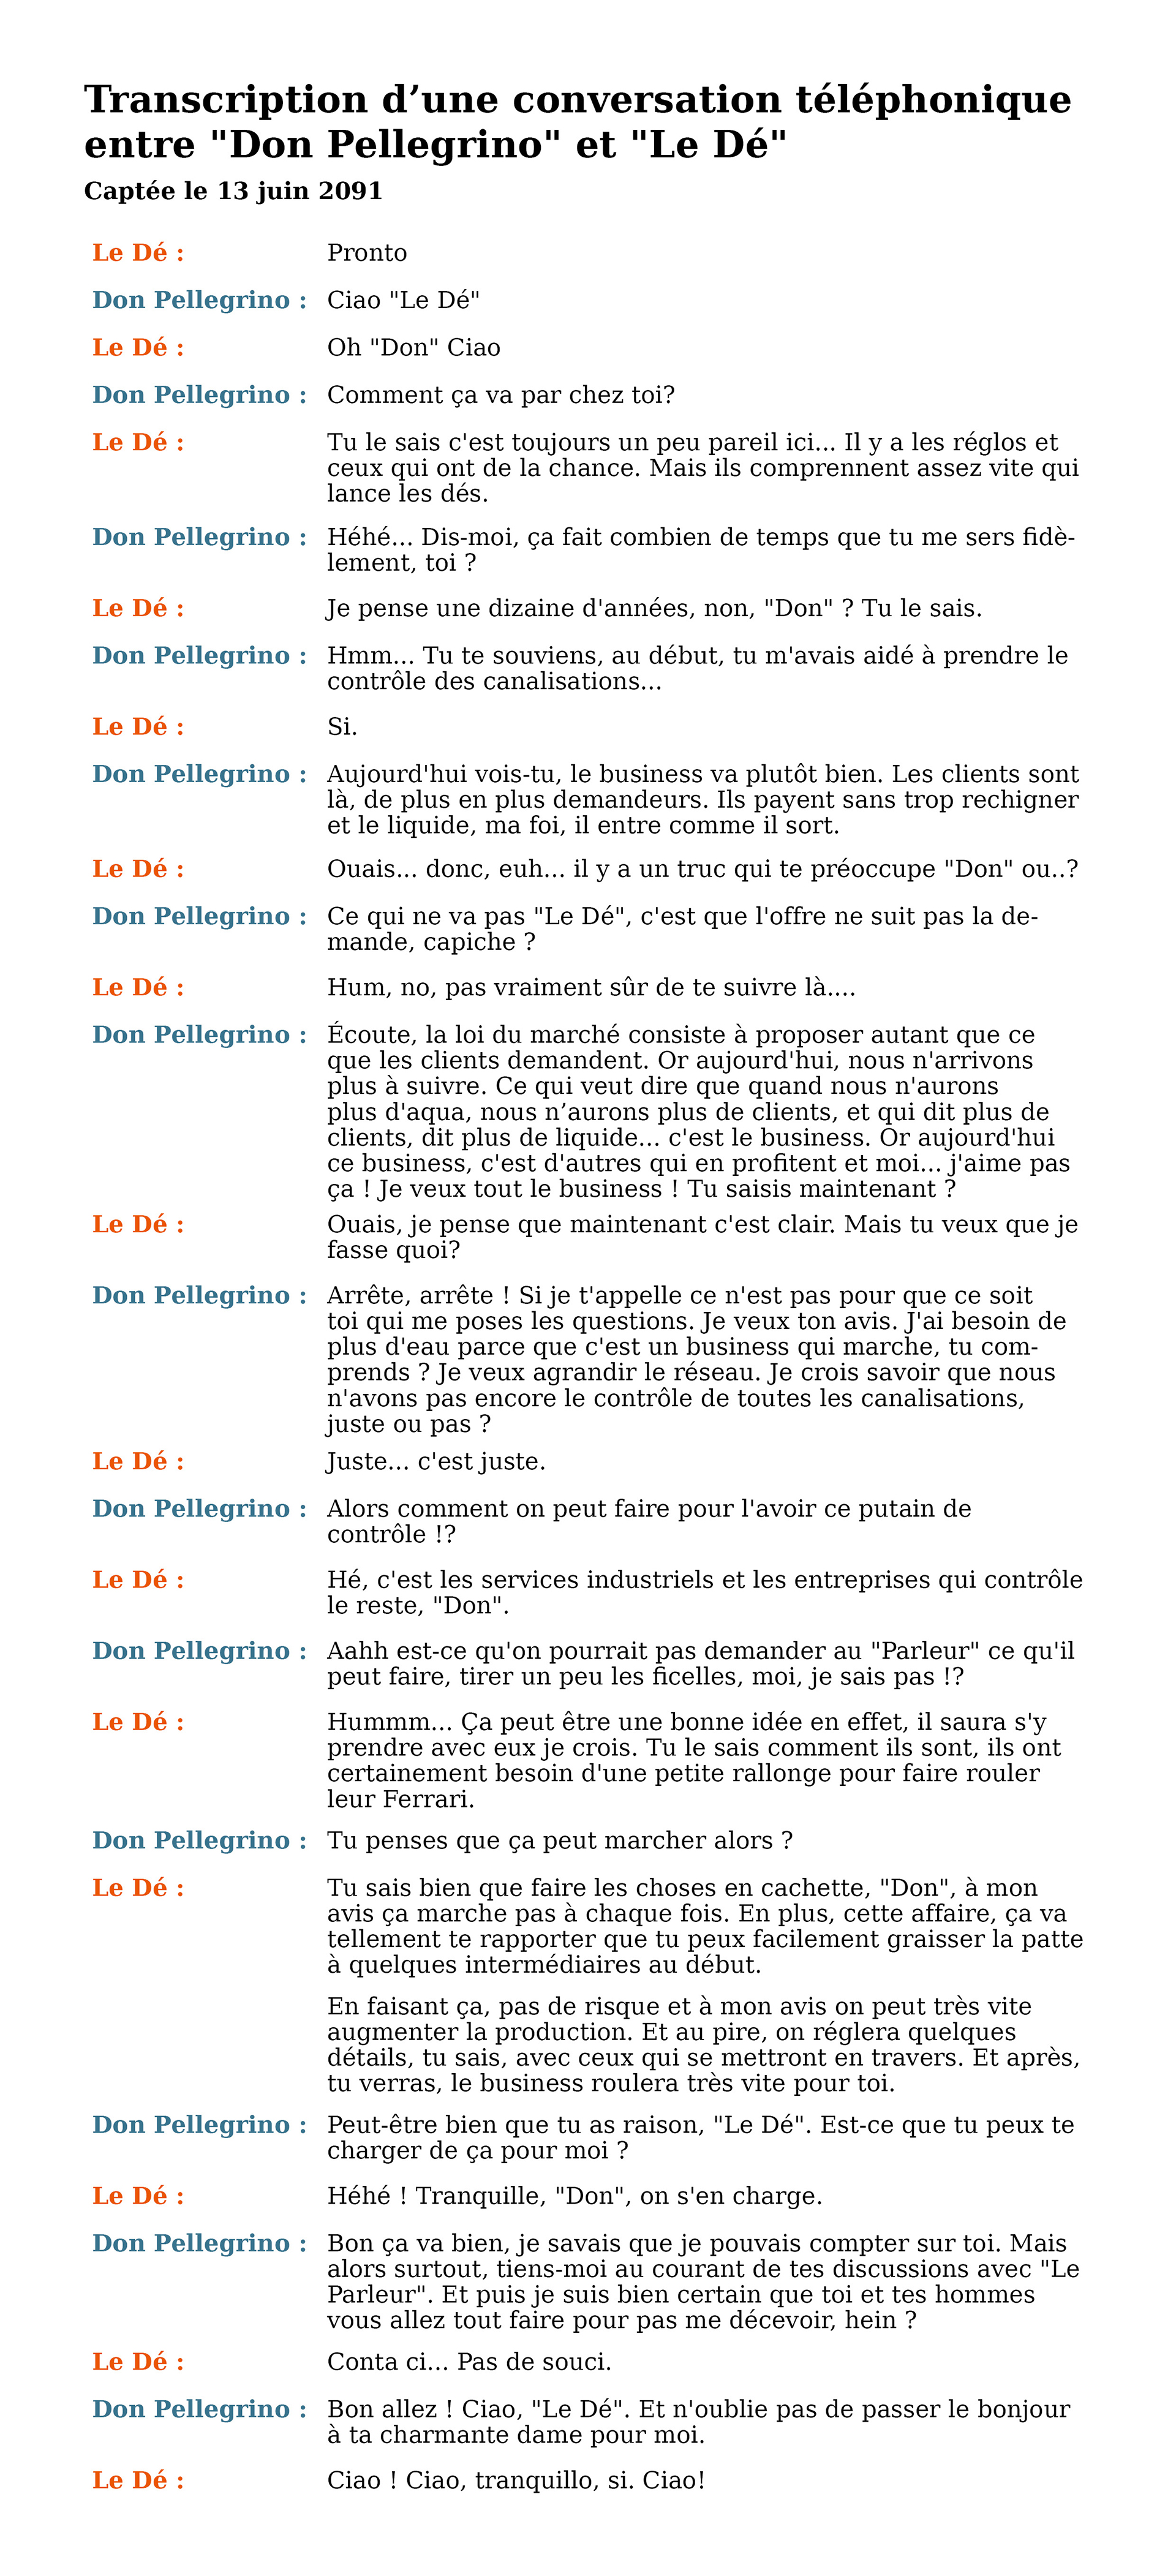 Transcription d’une conversation téléphonique
entre "Don Pellegrino" et "Le Dé"
Captée le 13 juin 2091
Le Dé : Pronto
Don Pellegrino : Ciao "Le Dé"
Le Dé : Oh "Don" Ciao
Don Pellegrino : Comment ça va par chez toi?
Le Dé : Tu le sais c'est toujours un peu pareil ici... Il y a les réglos et
ceux qui ont de la chance. Mais ils comprennent assez vite qui
lance les dés.
Don Pellegrino : Héhé... Dis-moi, ça fait combien de temps que tu me sers fidè-
lement, toi ?
Le Dé : Je pense une dizaine d'années, non, "Don" ? Tu le sais.
Don Pellegrino : Hmm... Tu te souviens, au début, tu m'avais aidé à prendre le
contrôle des canalisations...
Le Dé : Si.
Don Pellegrino : Aujourd'hui vois-tu, le business va plutôt bien. Les clients sont
là, de plus en plus demandeurs. Ils payent sans trop rechigner
et le liquide, ma foi, il entre comme il sort.
Le Dé : Ouais... donc, euh... il y a un truc qui te préoccupe "Don" ou..?
Don Pellegrino : Ce qui ne va pas "Le Dé", c'est que l'offre ne suit pas la de-
mande, capiche ?
Le Dé : Hum, no, pas vraiment sûr de te suivre là....
Don Pellegrino : Écoute, la loi du marché consiste à proposer autant que ce
que les clients demandent. Or aujourd'hui, nous n'arrivons
plus à suivre. Ce qui veut dire que quand nous n'aurons
plus d'aqua, nous n’aurons plus de clients, et qui dit plus de
clients, dit plus de liquide... c'est le business. Or aujourd'hui
ce business, c'est d'autres qui en profitent et moi... j'aime pas
ça ! Je veux tout le business ! Tu saisis maintenant ?
Le Dé : Ouais, je pense que maintenant c'est clair. Mais tu veux que je
fasse quoi?
Don Pellegrino : Arrête, arrête ! Si je t'appelle ce n'est pas pour que ce soit
toi qui me poses les questions. Je veux ton avis. J'ai besoin de
plus d'eau parce que c'est un business qui marche, tu com-
prends ? Je veux agrandir le réseau. Je crois savoir que nous
n'avons pas encore le contrôle de toutes les canalisations,
juste ou pas ?
Le Dé : Juste... c'est juste.
Don Pellegrino : Alors comment on peut faire pour l'avoir ce putain de
contrôle !?
Le Dé : Hé, c'est les services industriels et les entreprises qui contrôle
le reste, "Don".
Don Pellegrino : Aahh est-ce qu'on pourrait pas demander au "Parleur" ce qu'il
peut faire, tirer un peu les ficelles, moi, je sais pas !?
Le Dé : Hummm... Ça peut être une bonne idée en effet, il saura s'y
prendre avec eux je crois. Tu le sais comment ils sont, ils ont
certainement besoin d'une petite rallonge pour faire rouler
leur Ferrari.
Don Pellegrino : Tu penses que ça peut marcher alors ?
Le Dé : Tu sais bien que faire les choses en cachette, "Don", à mon
avis ça marche pas à chaque fois. En plus, cette affaire, ça va
tellement te rapporter que tu peux facilement graisser la patte
à quelques intermédiaires au début.
En faisant ça, pas de risque et à mon avis on peut très vite
augmenter la production. Et au pire, on réglera quelques
détails, tu sais, avec ceux qui se mettront en travers. Et après,
tu verras, le business roulera très vite pour toi.
Don Pellegrino : Peut-être bien que tu as raison, "Le Dé". Est-ce que tu peux te
charger de ça pour moi ?
Le Dé : Héhé ! Tranquille, "Don", on s'en charge.
Don Pellegrino : Bon ça va bien, je savais que je pouvais compter sur toi. Mais
alors surtout, tiens-moi au courant de tes discussions avec "Le
Parleur". Et puis je suis bien certain que toi et tes hommes
vous allez tout faire pour pas me décevoir, hein ?
Le Dé : Conta ci... Pas de souci.
Don Pellegrino : Bon allez ! Ciao, "Le Dé". Et n'oublie pas de passer le bonjour
à ta charmante dame pour moi.
Le Dé : Ciao ! Ciao, tranquillo, si. Ciao!